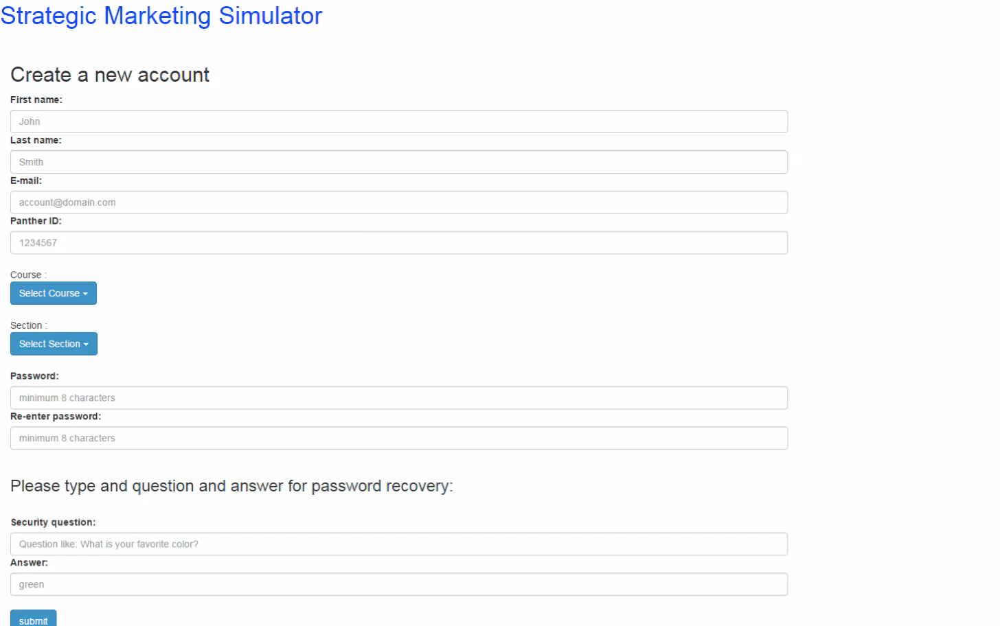 Strategic Marketing Simulator
Create a new account
First name:
John
Last name:
Smith
E-mail:
account@domain.com
Panther ID:
1234567
Course :
Select Course
Section :
Select Section
Password:
minimum 8 characters
Re-enter password:
minimum 8 characters
Please type and question and answer for password recovery:
Security question:
Question like: What is your favorite color?
Answer:
green
submit